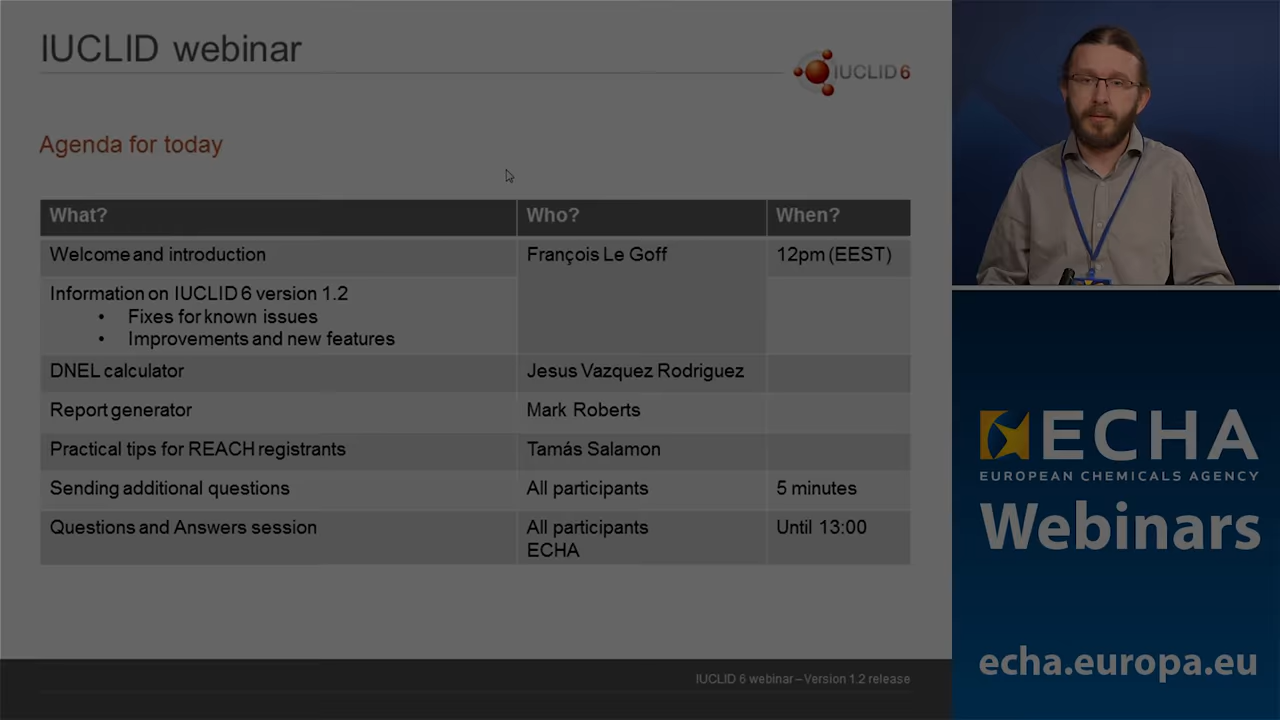 IUCLID webinar
IUCLID 6
Agenda for today
What? Who? When?
Welcome and introduction François Le Goff 12pm (EEST)
Information on IUCLID 6 version 1.2
• Fixes for known issues
• Improvements and new features
DNEL calculator Jesus Vazquez Rodriguez
Report generator Mark Roberts
Practical tips for REACH registrants Tamás Salamon
Sending additional questions All participants 5 minutes
Questions and Answers session All participants Until 13:00
ECHA
IUCLID 6 webinar – Version 1.2 release
ECHA
EUROPEAN CHEMICALS AGENCY
Webinars
echa.europa.eu